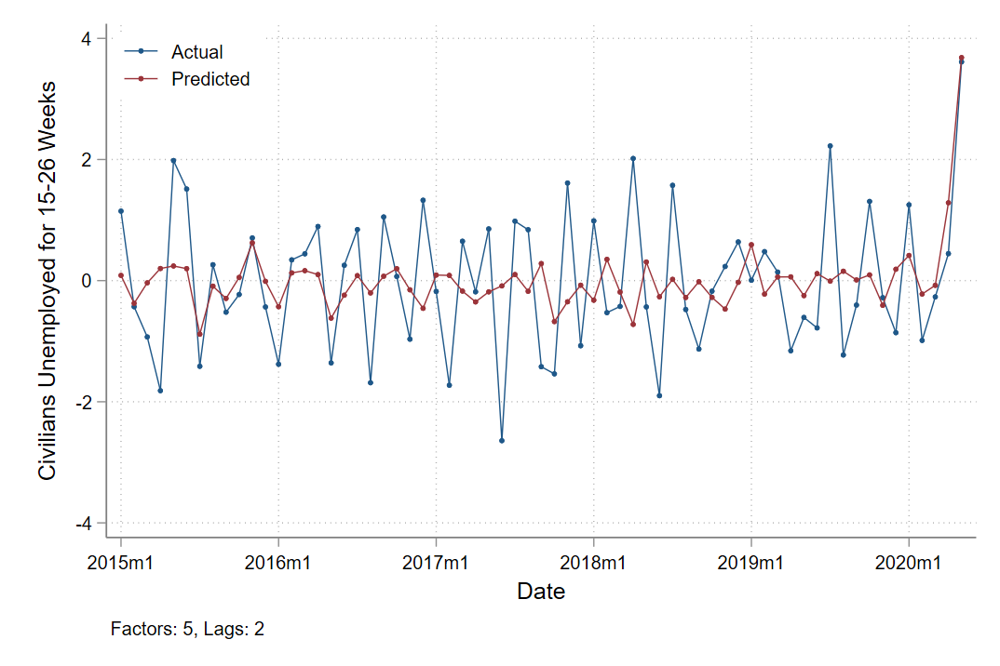 Actual
Predicted
Civilians Unemployed for 15-26 Weeks
4
2
0
-2
-4
2015m1 2016m1 2017m1 2018m1 2019m1 2020m1
Date
Factors: 5, Lags: 2